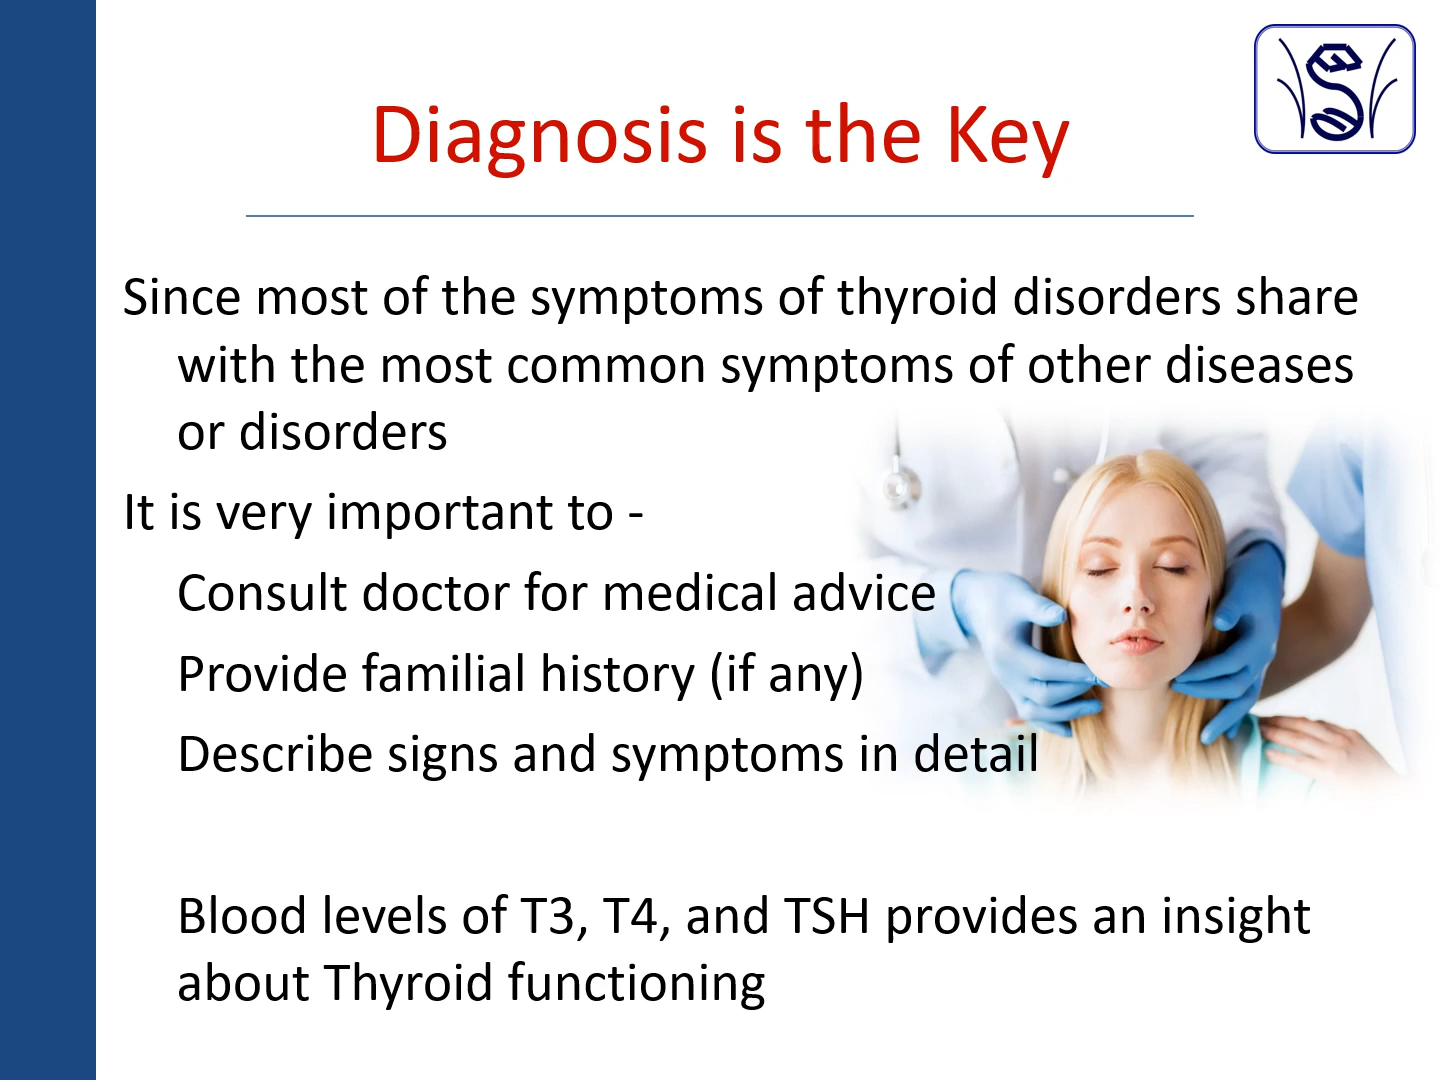 Diagnosis is the Key
Since most of the symptoms of thyroid disorders share
with the most common symptoms of other diseases
or disorders
It is very important to -
Consult doctor for medical advice
Provide familial history (if any)
Describe signs and symptoms in detail
Blood levels of T3, T4, and TSH provides an insight
about Thyroid functioning